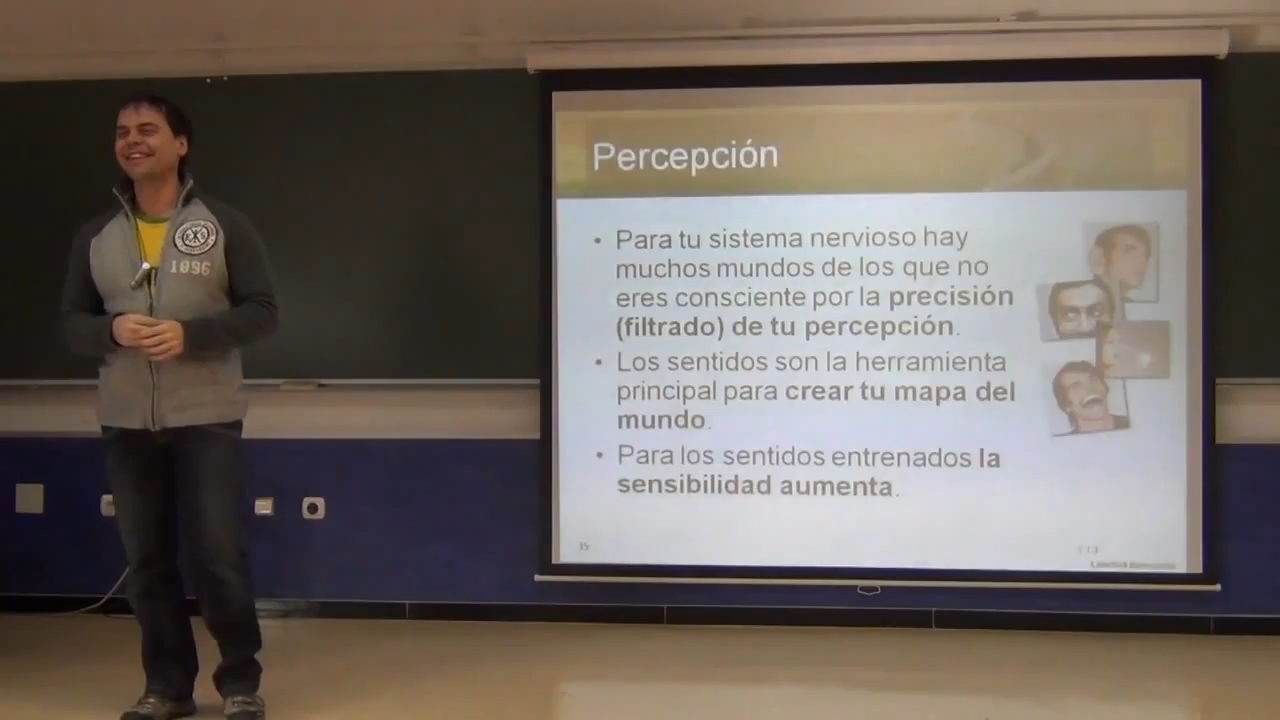 Percepción
• Para tu sistema nervioso hay
muchos mundos de los que no
eres consciente por la precisión
(filtrado) de tu percepción.
• Los sentidos son la herramienta
principal para crear tu mapa del
mundo.
• Para los sentidos entrenados la
sensibilidad aumenta.
35
1896